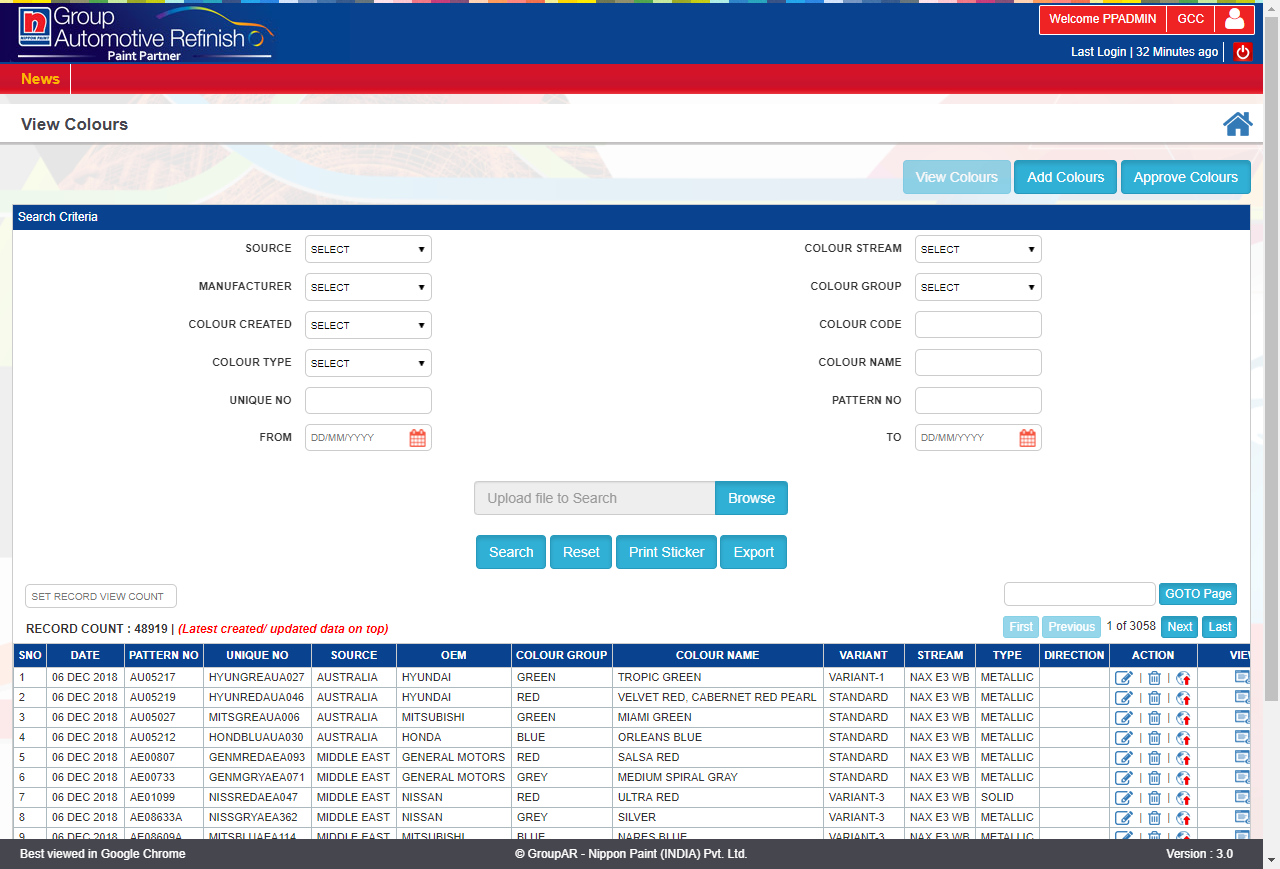 Group
Automotive Refinish
NIPPON PAINT
Paint Partner
Welcome PPADMIN GCC
Last Login | 32 Minutes ago
News
View Colours
View Colours Add Colours Approve Colours
Search Criteria
SOURCE SELECT COLOUR STREAM SELECT
MANUFACTURER SELECT COLOUR GROUP SELECT
COLOUR CREATED SELECT COLOUR CODE
COLOUR TYPE SELECT COLOUR NAME
UNIQUE NO PATTERN NO
FROM DD/MM/YYYY TO DD/MM/YYYY
Upload file to Search Browse
Search Reset Print Sticker Export
SET RECORD VIEW COUNT GOTO Page
RECORD COUNT : 48919 | (Latest created/ updated data on top) First Previous 1 of 3058 Next Last
SNO DATE PATTERN NO UNIQUE NO SOURCE OEM COLOUR GROUP COLOUR NAME VARIANT STREAM TYPE DIRECTION ACTION VIEW
1 06 DEC 2018 AU05217 HYUNGREAUA027 AUSTRALIA HYUNDAI GREEN TROPIC GREEN VARIANT-1 NAX E3 WB METALLIC | |
2 06 DEC 2018 AU05219 HYUNREDAUA046 AUSTRALIA HYUNDAI RED VELVET RED, CABERNET RED PEARL STANDARD NAX E3 WB METALLIC | |
3 06 DEC 2018 AU05027 MITSGREAUA006 AUSTRALIA MITSUBISHI GREEN MIAMI GREEN STANDARD NAX E3 WB METALLIC | |
4 06 DEC 2018 AU05212 HONDBLUAUA030 AUSTRALIA HONDA BLUE ORLEANS BLUE STANDARD NAX E3 WB METALLIC | |
5 06 DEC 2018 AE00807 GENMREDAEA093 MIDDLE EAST GENERAL MOTORS RED SALSA RED STANDARD NAX E3 WB METALLIC | |
6 06 DEC 2018 AE00733 GENMGRYAEA071 MIDDLE EAST GENERAL MOTORS GREY MEDIUM SPIRAL GRAY STANDARD NAX E3 WB METALLIC | |
7 06 DEC 2018 AE01099 NISSREDAEA047 MIDDLE EAST NISSAN RED ULTRA RED VARIANT-3 NAX E3 WB SOLID | |
8 06 DEC 2018 AE08633A NISSGRYAEA362 MIDDLE EAST NISSAN GREY SILVER VARIANT-3 NAX E3 WB METALLIC | |
9 06 DEC 2018 AE08609A MITSBLUAEA114 MIDDLE EAST MITSUBISHI BLUE NARES BLUE VARIANT-3 NAX E3 WB METALLIC | |
Best viewed in Google Chrome © GroupAR - Nippon Paint (INDIA) Pvt. Ltd. Version : 3.0